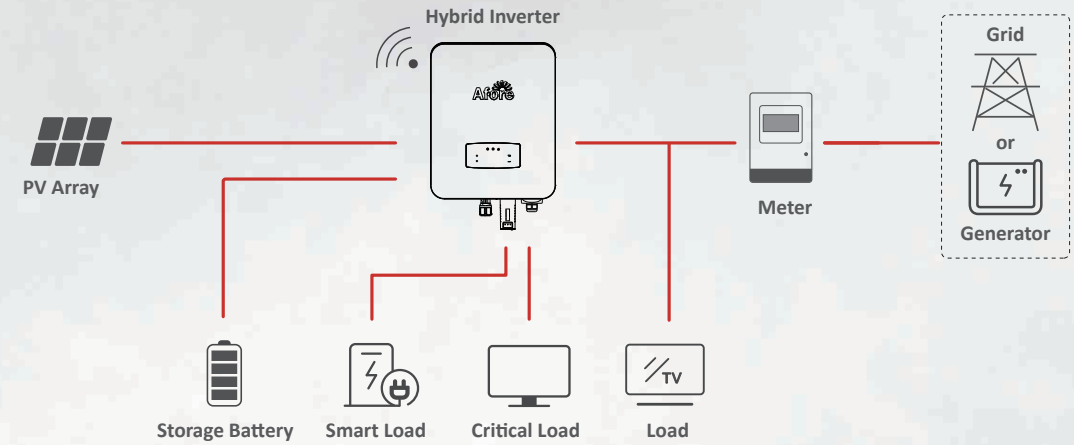 Hybrid Inverter
Afore
Grid
or
Generator
PV Array
Meter
TV
Storage Battery
Smart Load
Critical Load
Load